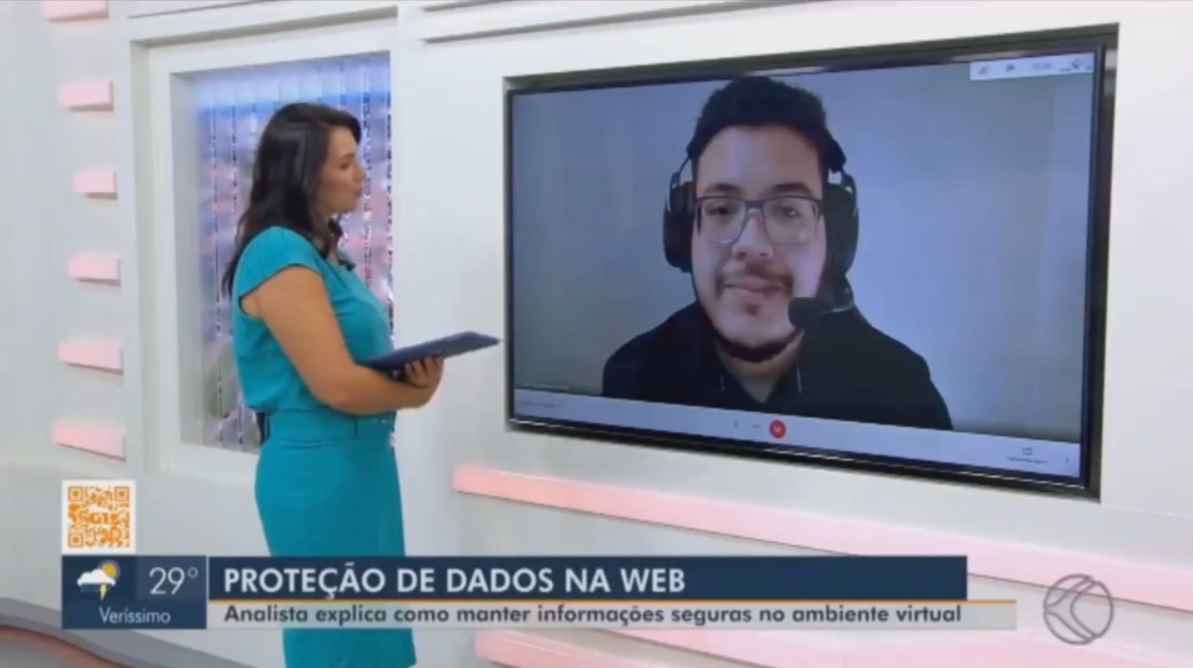 29°
Veríssimo
PROTEÇÃO DE DADOS NA WEB
Analista explica como manter informações seguras no ambiente virtual